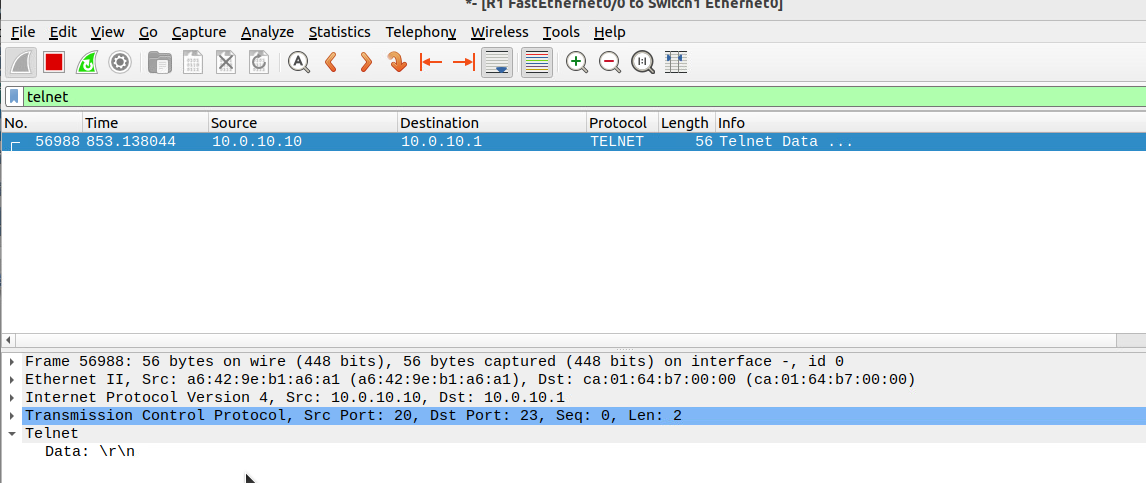 *- [R1 FastEthernet0/0 to Switch1 Ethernet0]
File Edit View Go Capture Analyze Statistics Telephony Wireless Tools Help
telnet
No. Time Source Destination Protocol Length Info
56988 853.138044 10.0.10.10 10.0.10.1 TELNET 56 Telnet Data ...
Frame 56988: 56 bytes on wire (448 bits), 56 bytes captured (448 bits) on interface -, id 0
Ethernet II, Src: a6:42:9e:b1:a6:a1 (a6:42:9e:b1:a6:a1), Dst: ca:01:64:b7:00:00 (ca:01:64:b7:00:00)
Internet Protocol Version 4, Src: 10.0.10.10, Dst: 10.0.10.1
Transmission Control Protocol, Src Port: 20, Dst Port: 23, Seq: 0, Len: 2
Telnet
Data: \r\n